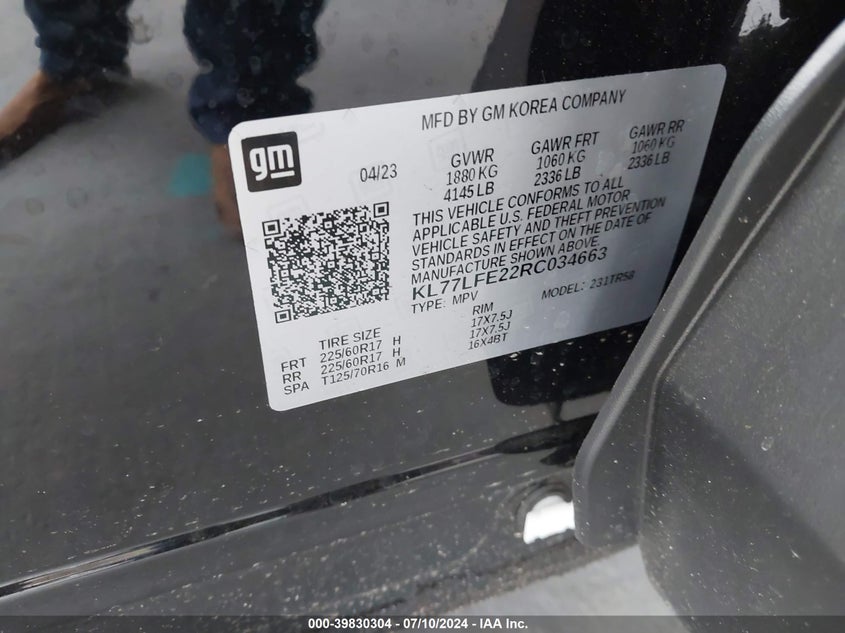 MFD BY GM KOREA COMPANY
gm
04/23
GVWR GAWR FRT GAWR RR
1880 KG 1060 KG 1060 KG
4145 LB 2336 LB 2336 LB
THIS VEHICLE CONFORMS TO ALL
APPLICABLE U.S. FEDERAL MOTOR
VEHICLE SAFETY AND THEFT PREVENTION
STANDARDS IN EFFECT ON THE DATE OF
MANUFACTURE SHOWN ABOVE
KL77LFE22RC034663
TYPE: MPV MODEL: 231TR58
TIRE SIZE RIM
FRT 225/60R17 H 17X7.5J
RR 225/60R17 H 17X7.5J
SPA T125/70R16 M 16X4BT
000-39830304 / 07/10/2024 - IAA Inc.